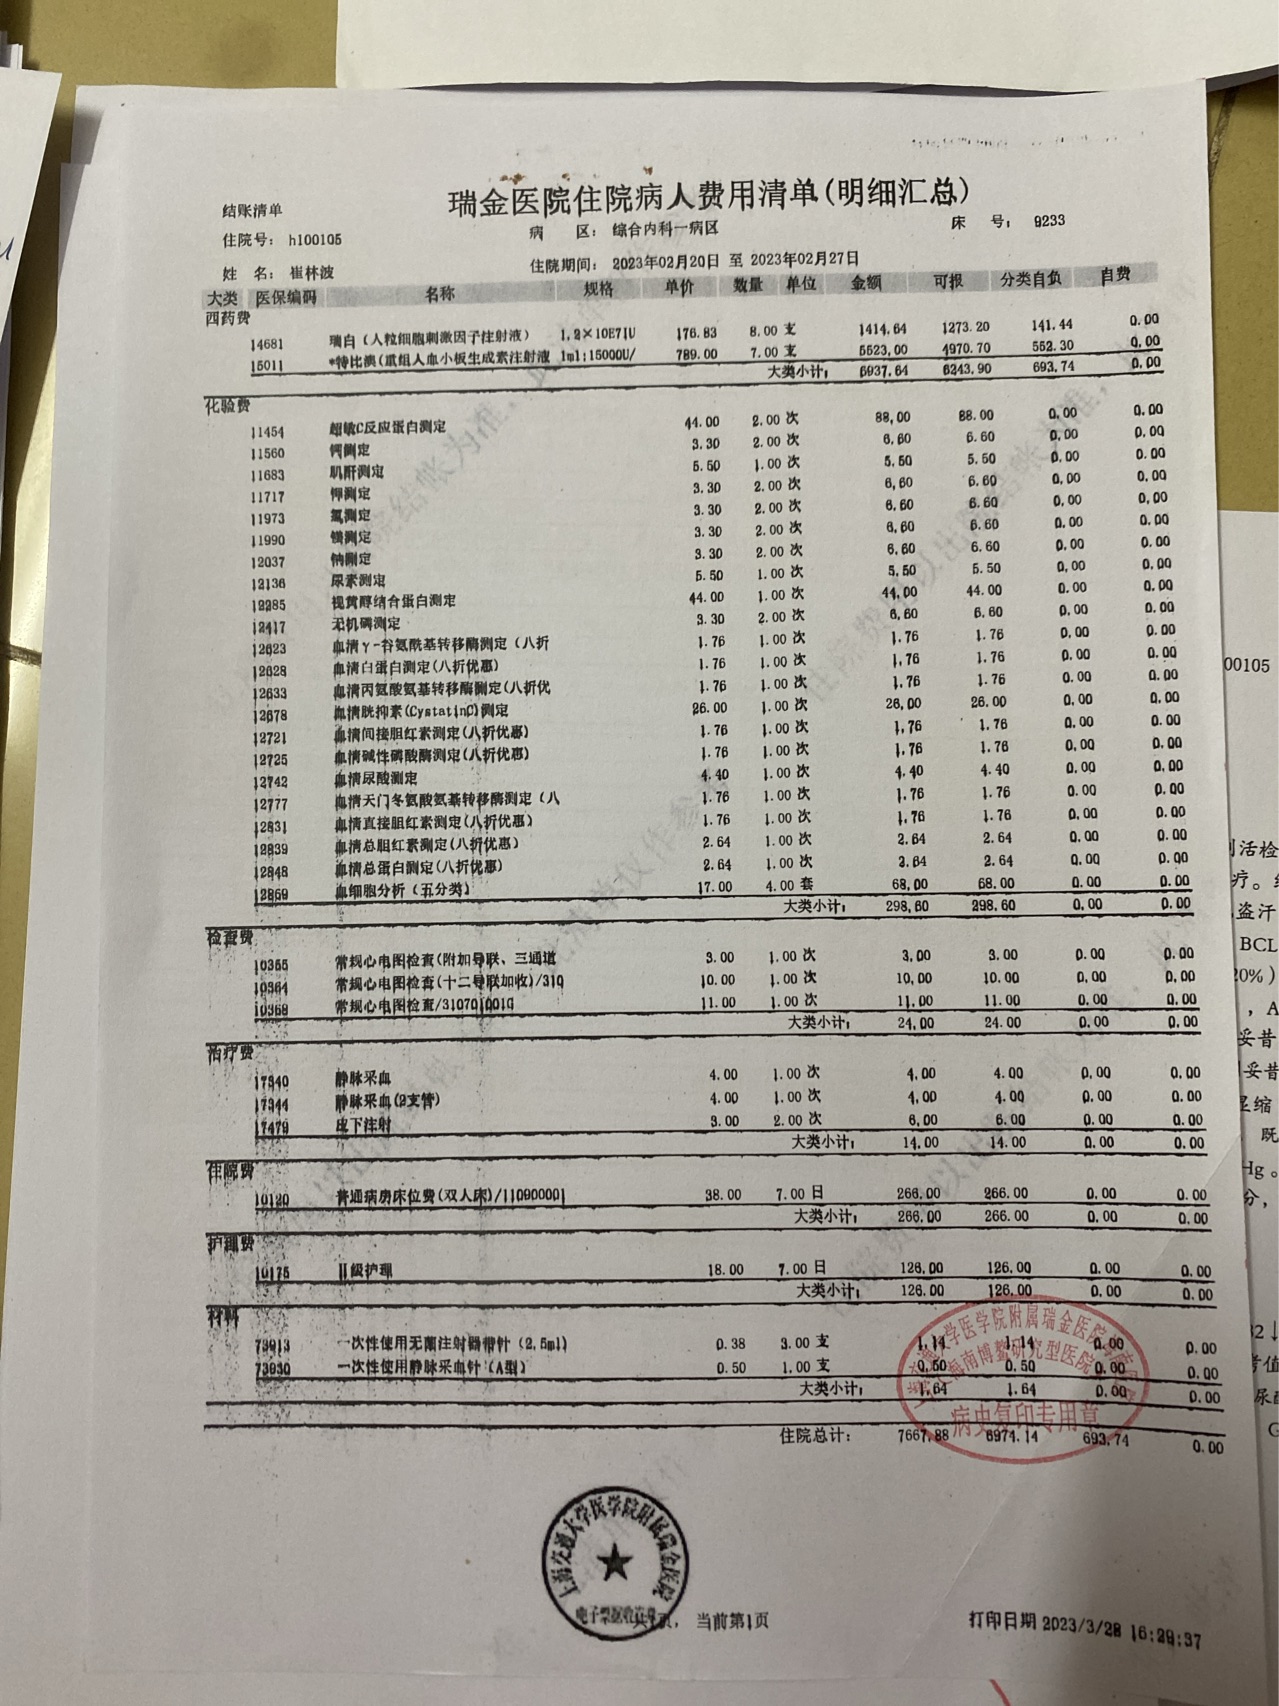 瑞金医院住院病人费用清单(明细汇总)
结账清单
病 区： 综合内科一病区
床 号： 9233
住院号： h100105
住院期间： 2023年02月20日 至 2023年02月27日
姓 名： 崔林波
大类 医保编码 名称 规格 单价 数量 单位 金额 可报 分类自负 自费
西药费
14681 瑞白(人粒细胞刺激因子注射液) 1.2×10E7IU 176.83 8.00 支 1414.64 1273.20 141.44 0.00
15011 *特比澳(重组人血小板生成素注射液 1ml:15000U/ 789.00 7.00 支 5523.00 4970.70 552.30 0.00
大类小计： 6937.64 6243.90 693.74 0.00
化验费
11454 超敏C反应蛋白测定 44.00 2.00 次 88.00 88.00 0.00 0.00
11560 钙测定 3.30 2.00 次 6.60 6.60 0.00 0.00
11683 肌酐测定 5.50 1.00 次 5.50 5.50 0.00 0.00
11717 钾测定 3.30 2.00 次 6.60 6.60 0.00 0.00
11973 氯测定 3.30 2.00 次 6.60 6.60 0.00 0.00
11990 镁测定 3.30 2.00 次 6.60 6.60 0.00 0.00
12037 钠测定 3.30 2.00 次 6.60 6.60 0.00 0.00
12136 尿素测定 5.50 1.00 次 5.50 5.50 0.00 0.00
12285 视黄醇结合蛋白测定 44.00 1.00 次 44.00 44.00 0.00 0.00
12417 无机磷测定 3.30 2.00 次 6.60 6.60 0.00 0.00
12623 血清γ-谷氨酰基转移酶测定(八折 1.76 1.00 次 1.76 1.76 0.00 0.00
12628 血清白蛋白测定(八折优惠) 1.76 1.00 次 1.76 1.76 0.00 0.00
12633 血清丙氨酸氨基转移酶测定(八折优 1.76 1.00 次 1.76 1.76 0.00 0.00
12678 血清胱抑素(CystatinC)测定 26.00 1.00 次 26.00 26.00 0.00 0.00
12721 血清间接胆红素测定(八折优惠) 1.76 1.00 次 1.76 1.76 0.00 0.00
12725 血清碱性磷酸酶测定(八折优惠) 1.76 1.00 次 1.76 1.76 0.00 0.00
12742 血清尿酸测定 4.40 1.00 次 4.40 4.40 0.00 0.00
12777 血清天门冬氨酸氨基转移酶测定(八 1.76 1.00 次 1.76 1.76 0.00 0.00
12831 血清直接胆红素测定(八折优惠) 1.76 1.00 次 1.76 1.76 0.00 0.00
12839 血清总胆红素测定(八折优惠) 2.64 1.00 次 2.64 2.64 0.00 0.00
12848 血清总蛋白测定(八折优惠) 2.64 1.00 次 2.64 2.64 0.00 0.00
12869 血细胞分析(五分类) 17.00 4.00 套 68.00 68.00 0.00 0.00
大类小计： 298.60 298.60 0.00 0.00
检查费
10355 常规心电图检查(附加导联、三通道 3.00 1.00 次 3.00 3.00 0.00 0.00
10364 常规心电图检查(十二导联加收)/310 10.00 1.00 次 10.00 10.00 0.00 0.00
10368 常规心电图检查/310701001G 11.00 1.00 次 11.00 11.00 0.00 0.00
大类小计： 24.00 24.00 0.00 0.00
治疗费
17340 静脉采血 4.00 1.00 次 4.00 4.00 0.00 0.00
17344 静脉采血(2支管) 4.00 1.00 次 4.00 4.00 0.00 0.00
17479 皮下注射 3.00 2.00 次 6.00 6.00 0.00 0.00
大类小计： 14.00 14.00 0.00 0.00
住院费
10120 普通病房床位费(双人床)/11090001 38.00 7.00 日 266.00 266.00 0.00 0.00
大类小计： 266.00 266.00 0.00 0.00
护理费
10175 Ⅱ级护理 18.00 7.00 日 126.00 126.00 0.00 0.00
大类小计： 126.00 126.00 0.00 0.00
材料
73913 一次性使用无菌注射器带针(2.5ml) 0.38 3.00 支 1.14 1.14 0.00 0.00
73930 一次性使用静脉采血针(A型) 0.50 1.00 支 0.50 0.50 0.00 0.00
大类小计： 1.64 1.64 0.00 0.00
住院总计： 7667.88 6974.14 693.74 0.00
病史复印专用章
上海交通大学医学院附属瑞金医院
共1页， 当前第1页
打印日期 2023/3/28 16:29:37
00105